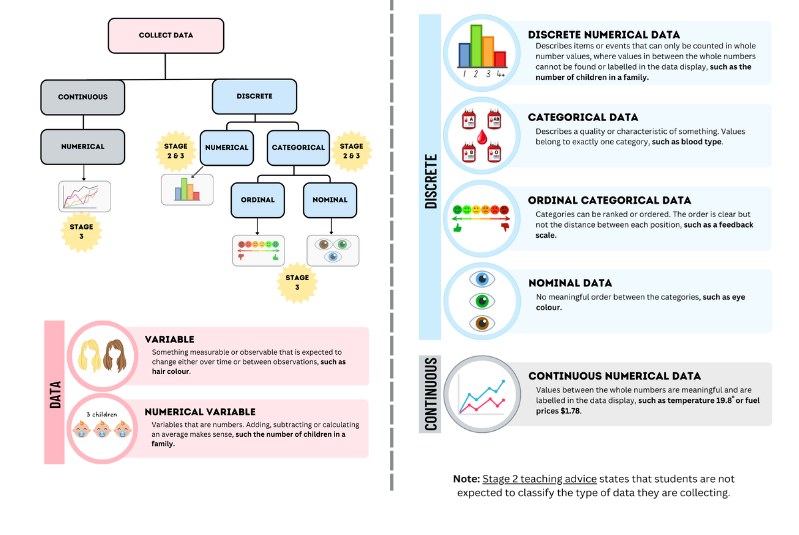 COLLECT DATA
CONTINUOUS
DISCRETE
NUMERICAL
STAGE
2 & 3
NUMERICAL
CATEGORICAL
STAGE
2 & 3
STAGE
3
ORDINAL
NOMINAL
STAGE
3
DATA
VARIABLE
Something measurable or observable that is expected to
change either over time or between observations, such as
hair colour.
3 children
NUMERICAL VARIABLE
Variables that are numbers. Adding, subtracting or calculating
an average makes sense, such the number of children in a
family.
DISCRETE
1 2 3 4+
DISCRETE NUMERICAL DATA
Describes items or events that can only be counted in whole
number values, where values in between the whole numbers
cannot be found or labelled in the data display, such as the
number of children in a family.
A AB
B O
CATEGORICAL DATA
Describes a quality or characteristic of something. Values
belong to exactly one category, such as blood type.
ORDINAL CATEGORICAL DATA
Categories can be ranked or ordered. The order is clear but
not the distance between each position, such as a feedback
scale.
NOMINAL DATA
No meaningful order between the categories, such as eye
colour.
CONTINUOUS
CONTINUOUS NUMERICAL DATA
Values between the whole numbers are meaningful and are
labelled in the data display, such as temperature 19.8° or fuel
prices $1.78.
Note: Stage 2 teaching advice states that students are not
expected to classify the type of data they are collecting.